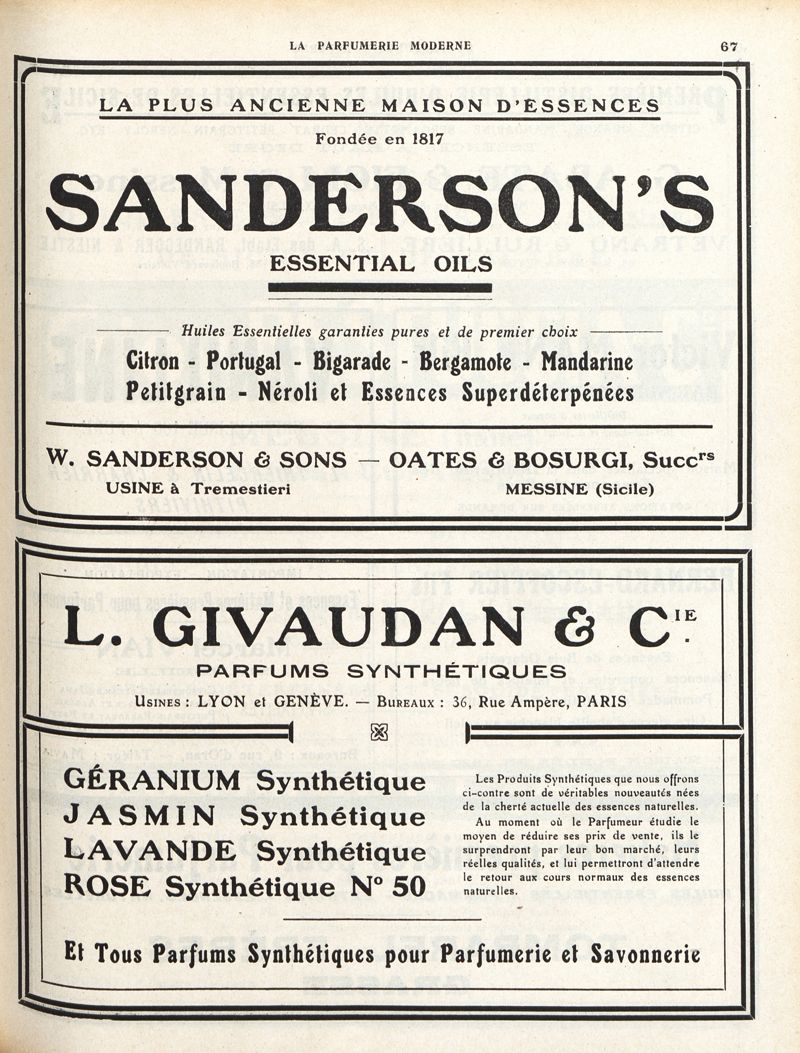 LA PARFUMERIE MODERNE 67
LA PLUS ANCIENNE MAISON D'ESSENCES
Fondée en 1817
SANDERSON'S
ESSENTIAL OILS
Huiles Essentielles garanties pures et de premier choix
Citron - Portugal - Bigarade - Bergamote - Mandarine
Petitgrain - Néroli et Essences Superdéterpénées
W. SANDERSON & SONS — OATES & BOSURGI, Succrs
USINE à Tremestieri MESSINE (Sicile)
L. GIVAUDAN & CIE.
PARFUMS SYNTHÉTIQUES
USINES : LYON et GENÈVE. — BUREAUX : 36, Rue Ampère, PARIS
GÉRANIUM Synthétique
JASMIN Synthétique
LAVANDE Synthétique
ROSE Synthétique No 50
Les Produits Synthétiques que nous offrons
ci-contre sont de véritables nouveautés nées
de la cherté actuelle des essences naturelles.
Au moment où le Parfumeur étudie le
moyen de réduire ses prix de vente, ils le
surprendront par leur bon marché, leurs
réelles qualités, et lui permettront d'attendre
le retour aux cours normaux des essences
naturelles.
Et Tous Parfums Synthétiques pour Parfumerie et Savonnerie